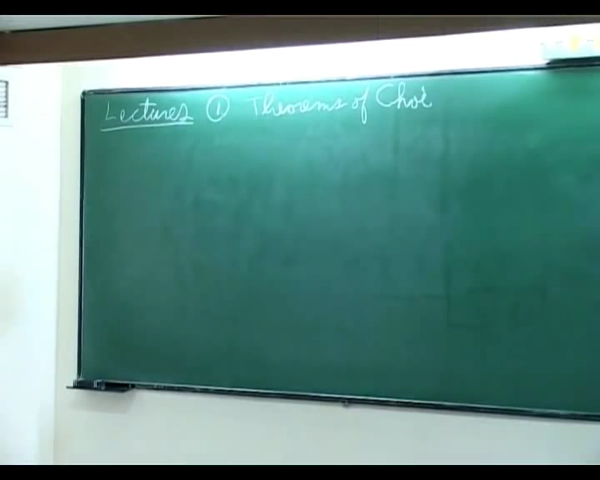 Lectures ① Theorems of Choi